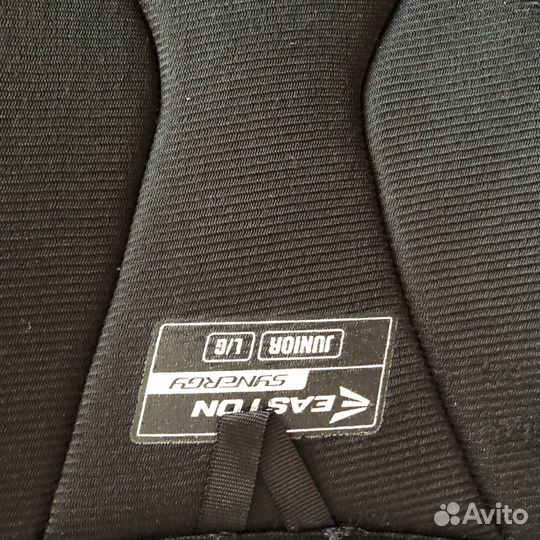 EASTON
SYNERGY
JUNIOR L/G
Avito